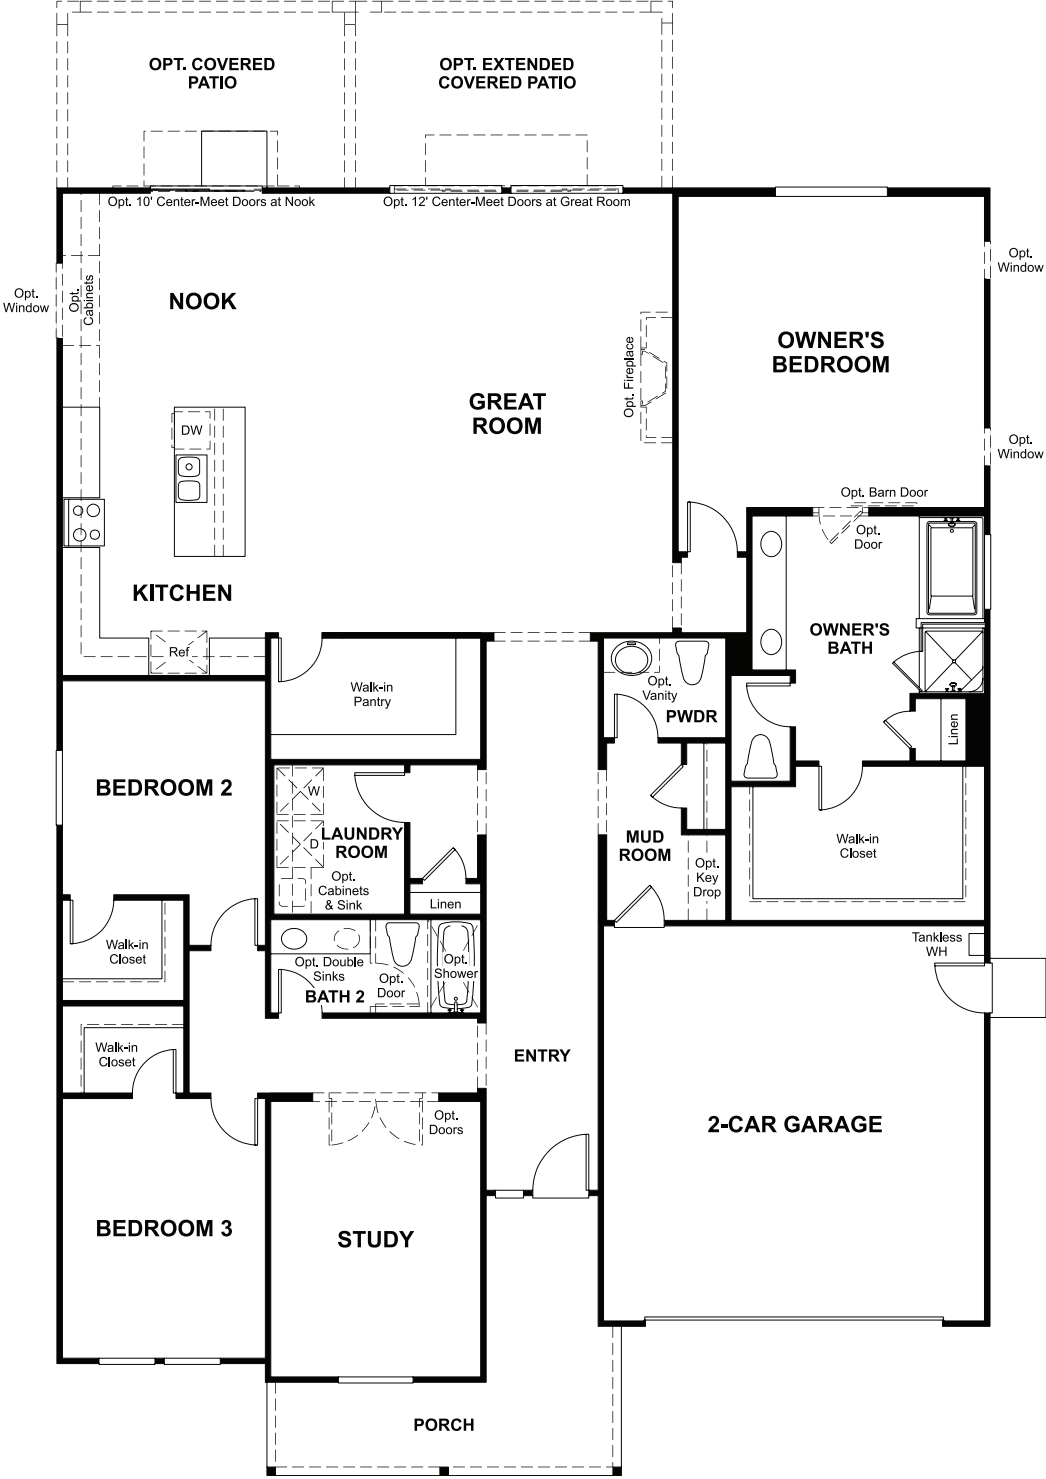 OPT. COVERED
PATIO
OPT. EXTENDED
COVERED PATIO
Opt. 10' Center-Meet Doors at Nook
Opt. 12' Center-Meet Doors at Great Room
Opt.
Window
Opt.
Cabinets
NOOK
Opt.
Window
OWNER'S
BEDROOM
Opt. Fireplace
GREAT
ROOM
DW
Opt.
Window
Opt. Barn Door
Opt.
Door
KITCHEN
Ref
OWNER'S
BATH
Walk-in
Pantry
Opt.
Vanity
PWDR
Linen
BEDROOM 2
W
D
LAUNDRY
ROOM
Opt.
Cabinets
& Sink
Linen
MUD
ROOM
Opt.
Key
Drop
Walk-in
Closet
Walk-in
Closet
Opt. Double
Sinks
BATH 2
Opt.
Door
Opt.
Shower
Tankless
WH
Walk-in
Closet
ENTRY
Opt.
Doors
2-CAR GARAGE
BEDROOM 3
STUDY
PORCH